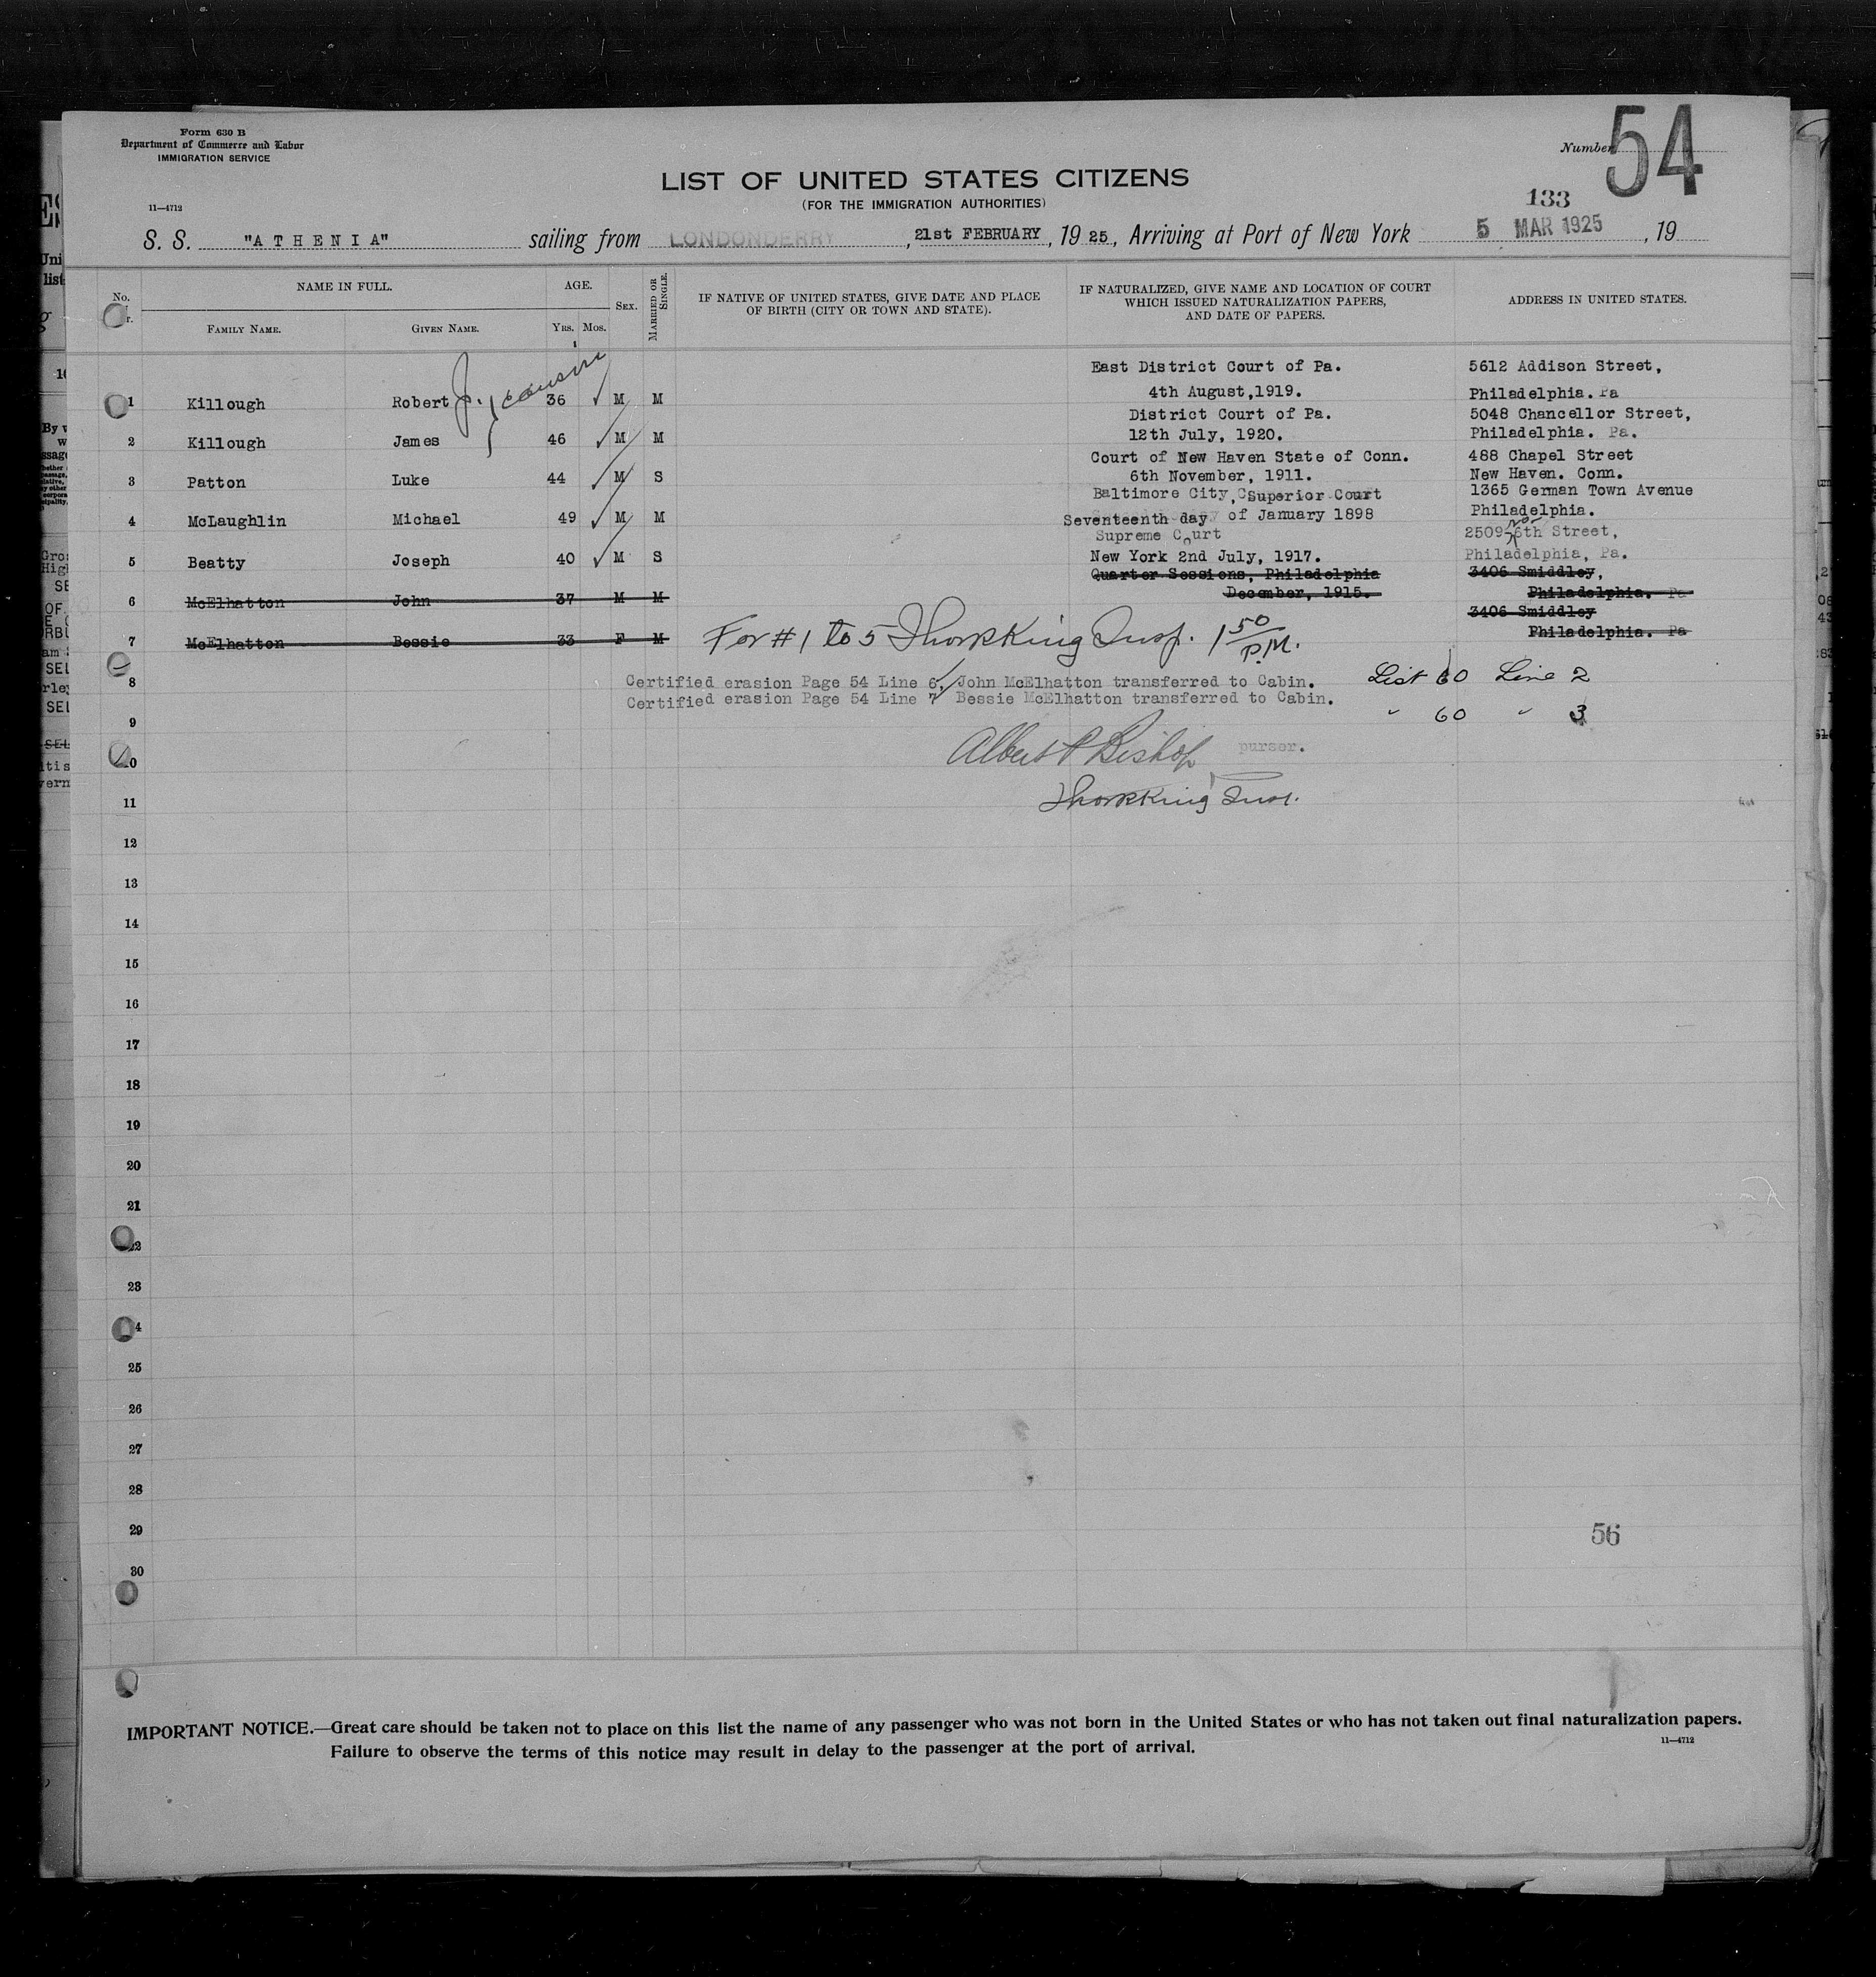 Form 630 B
Department of Commerce and Labor
IMMIGRATION SERVICE
11—4712
Number 54
LIST OF UNITED STATES CITIZENS
(FOR THE IMMIGRATION AUTHORITIES)
133
S. S. "ATHENIA" sailing from LONDONDERRY, 21st FEBRUARY, 1925, Arriving at Port of New York 5 MAR 1925, 19
No.
NAME IN FULL.
FAMILY NAME.
GIVEN NAME.
AGE.
YRS. MOS.
SEX.
MARRIED OR SINGLE.
IF NATIVE OF UNITED STATES, GIVE DATE AND PLACE
OF BIRTH (CITY OR TOWN AND STATE).
IF NATURALIZED, GIVE NAME AND LOCATION OF COURT
WHICH ISSUED NATURALIZATION PAPERS,
AND DATE OF PAPERS.
ADDRESS IN UNITED STATES.
East District Court of Pa. 5612 Addison Street,
1 Killough Robert J. } cousin 36 M M 4th August,1919. Philadelphia. Pa
District Court of Pa. 5048 Chancellor Street,
2 Killough James 46 M M 12th July, 1920. Philadelphia. Pa.
Court of New Haven State of Conn. 488 Chapel Street
3 Patton Luke 44 M S 6th November, 1911. New Haven. Conn.
Baltimore City, Superior Court 1365 German Town Avenue
4 McLaughlin Michael 49 M M Seventeenth day of January 1898 Philadelphia.
Supreme Court 2509 No 6th Street,
5 Beatty Joseph 40 M S New York 2nd July, 1917. Philadelphia, Pa.
Quarter Sessions, Philadelphia 3406 Smiddley,
6 McElhatton John 37 M M December, 1915. Philadelphia. Pa
3406 Smiddley
7 McElhatton Bessie 33 F M For #1 to 5 Insp. 1 50 P.M. Philadelphia. Pa
8 Certified erasion Page 54 Line 6, John McElhatton transferred to Cabin. List 60 Line 2
Certified erasion Page 54 Line 7 Bessie McElhatton transferred to Cabin.
9 " 60 " 3
10 Albert P Bishop purser.
11 Insp.
12
13
14
15
16
17
18
19
20
21
22
23
24
25
26
27
28
29
56
30
IMPORTANT NOTICE.—Great care should be taken not to place on this list the name of any passenger who was not born in the United States or who has not taken out final naturalization papers.
Failure to observe the terms of this notice may result in delay to the passenger at the port of arrival.
11—4712